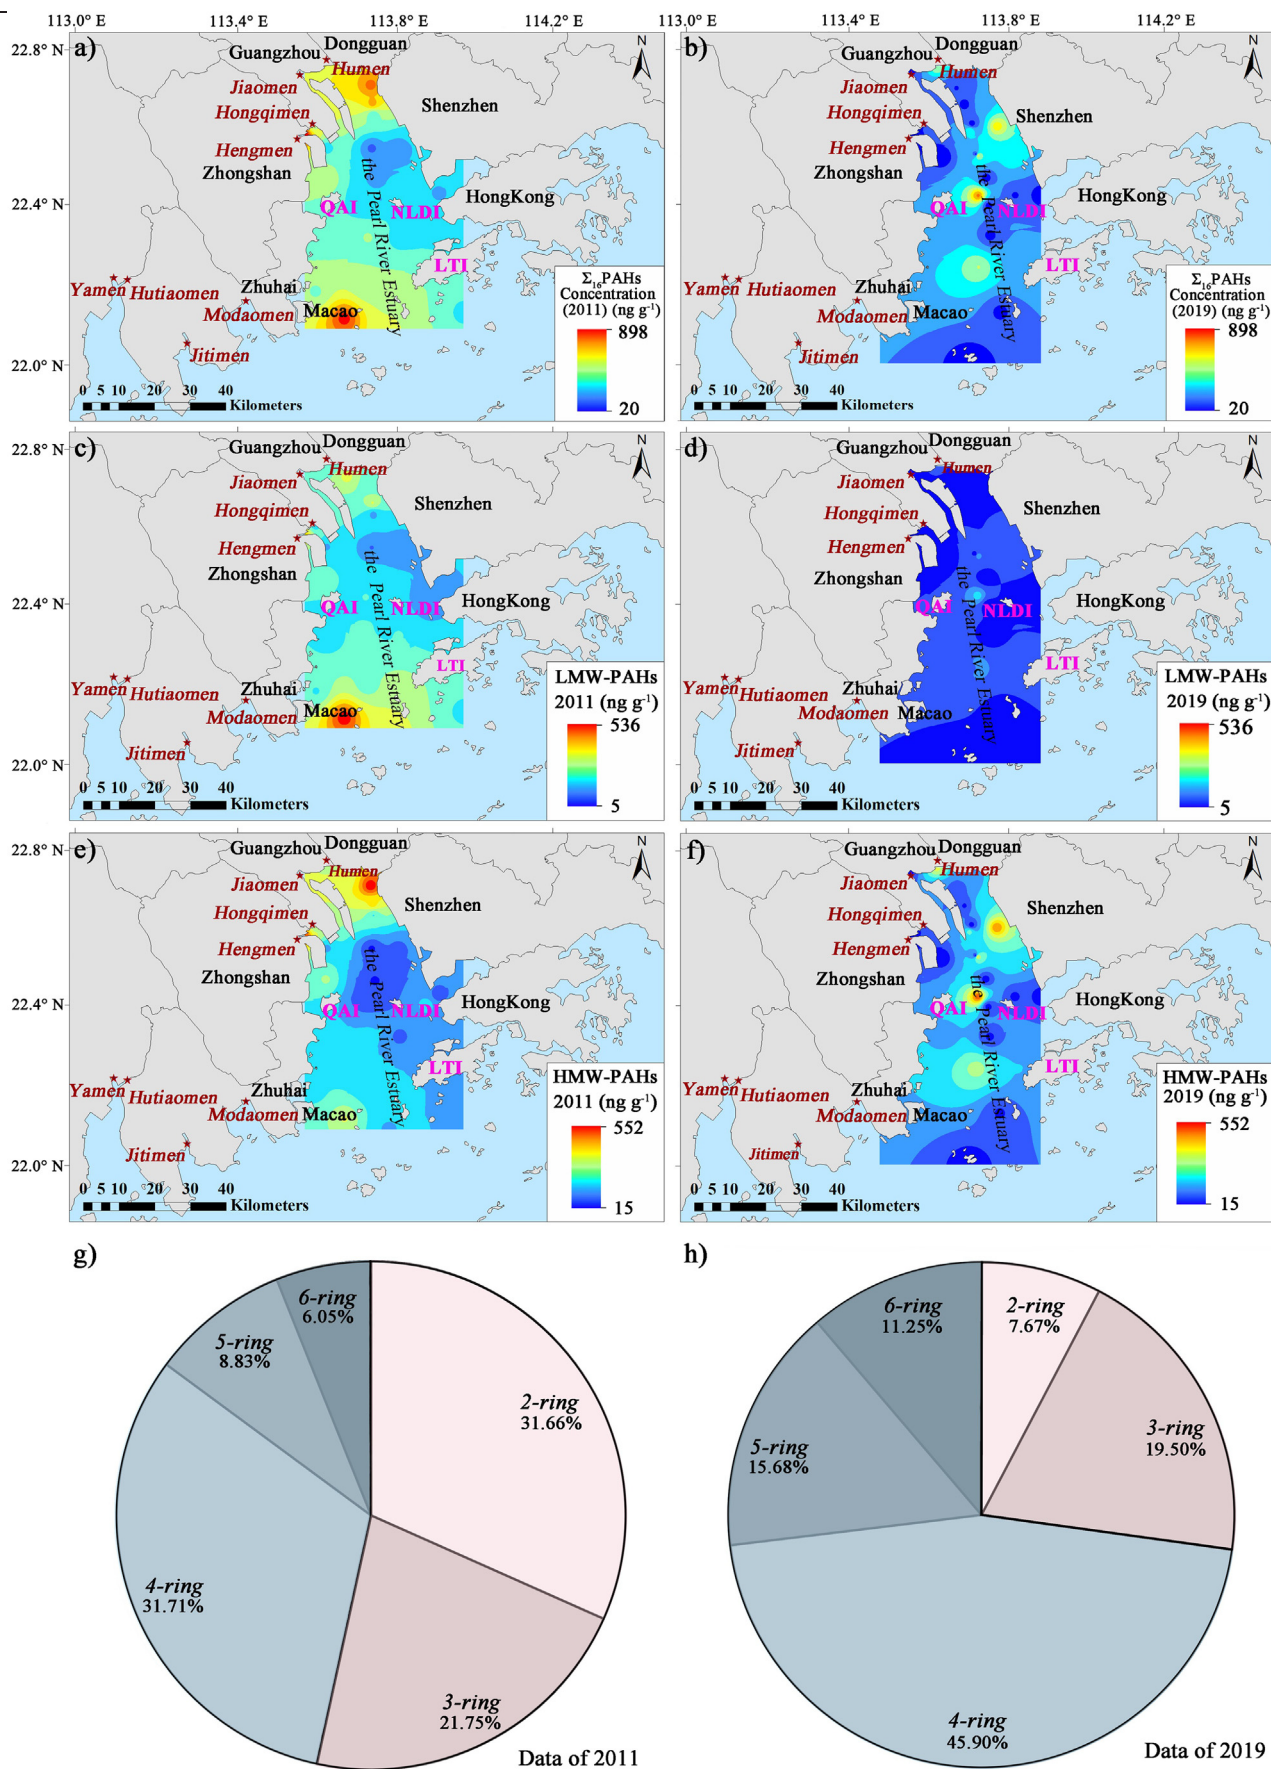 113.0° E 113.4° E 113.8° E 114.2° E 113.0° E 113.4° E 113.8° E 114.2° E
22.8° N
22.4° N
22.0° N
a)
N
Guangzhou
Dongguan
Humen
Jiaomen
Hongqimen
Hengmen
Shenzhen
Zhongshan
HongKong
QAI
NLDI
LTI
the Pearl River Estuary
Yamen
Hutiaomen
Zhuhai
Macao
Modaomen
Jitimen
Σ16PAHs
Concentration
(2011) (ng g-1)
898
20
0 5 10 20 30 40
Kilometers
b)
N
Guangzhou
Dongguan
Humen
Jiaomen
Hongqimen
Hengmen
Shenzhen
Zhongshan
HongKong
QAI
NLDI
LTI
the Pearl River Estuary
Yamen
Hutiaomen
Zhuhai
Macao
Modaomen
Jitimen
Σ16PAHs
Concentration
(2019) (ng g-1)
898
20
0 5 10 20 30 40
Kilometers
22.8° N
22.4° N
22.0° N
c)
N
Guangzhou
Dongguan
Humen
Jiaomen
Hongqimen
Hengmen
Shenzhen
Zhongshan
HongKong
QAI
NLDI
LTI
the Pearl River Estuary
Yamen
Hutiaomen
Zhuhai
Macao
Modaomen
Jitimen
LMW-PAHs
2011 (ng g-1)
536
5
0 5 10 20 30 40
Kilometers
d)
N
Guangzhou
Dongguan
Humen
Jiaomen
Hongqimen
Hengmen
Shenzhen
Zhongshan
HongKong
QAI
NLDI
LTI
the Pearl River Estuary
Yamen
Hutiaomen
Zhuhai
Macao
Modaomen
Jitimen
LMW-PAHs
2019 (ng g-1)
536
5
0 5 10 20 30 40
Kilometers
22.8° N
22.4° N
22.0° N
e)
N
Guangzhou
Dongguan
Humen
Jiaomen
Hongqimen
Hengmen
Shenzhen
Zhongshan
HongKong
QAI
NLDI
LTI
the Pearl River Estuary
Yamen
Hutiaomen
Zhuhai
Macao
Modaomen
Jitimen
HMW-PAHs
2011 (ng g-1)
552
15
0 5 10 20 30 40
Kilometers
f)
N
Guangzhou
Dongguan
Humen
Jiaomen
Hongqimen
Hengmen
Shenzhen
Zhongshan
HongKong
QAI
NLDI
LTI
the Pearl River Estuary
Yamen
Hutiaomen
Zhuhai
Macao
Modaomen
Jitimen
HMW-PAHs
2019 (ng g-1)
552
15
0 5 10 20 30 40
Kilometers
g)
6-ring
6.05%
5-ring
8.83%
2-ring
31.66%
4-ring
31.71%
3-ring
21.75%
Data of 2011
h)
6-ring
11.25%
2-ring
7.67%
3-ring
19.50%
5-ring
15.68%
4-ring
45.90%
Data of 2019